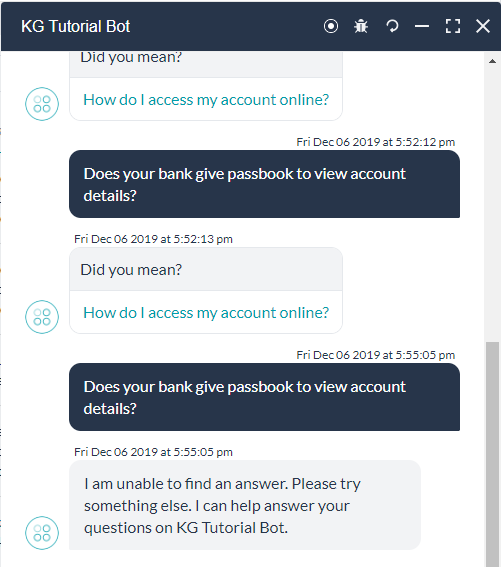 KG Tutorial Bot
Did you mean?
How do I access my account online?
Fri Dec 06 2019 at 5:52:12 pm
Does your bank give passbook to view account
details?
Fri Dec 06 2019 at 5:52:13 pm
Did you mean?
How do I access my account online?
Fri Dec 06 2019 at 5:55:05 pm
Does your bank give passbook to view account
details?
Fri Dec 06 2019 at 5:55:05 pm
I am unable to find an answer. Please try
something else. I can help answer your
questions on KG Tutorial Bot.